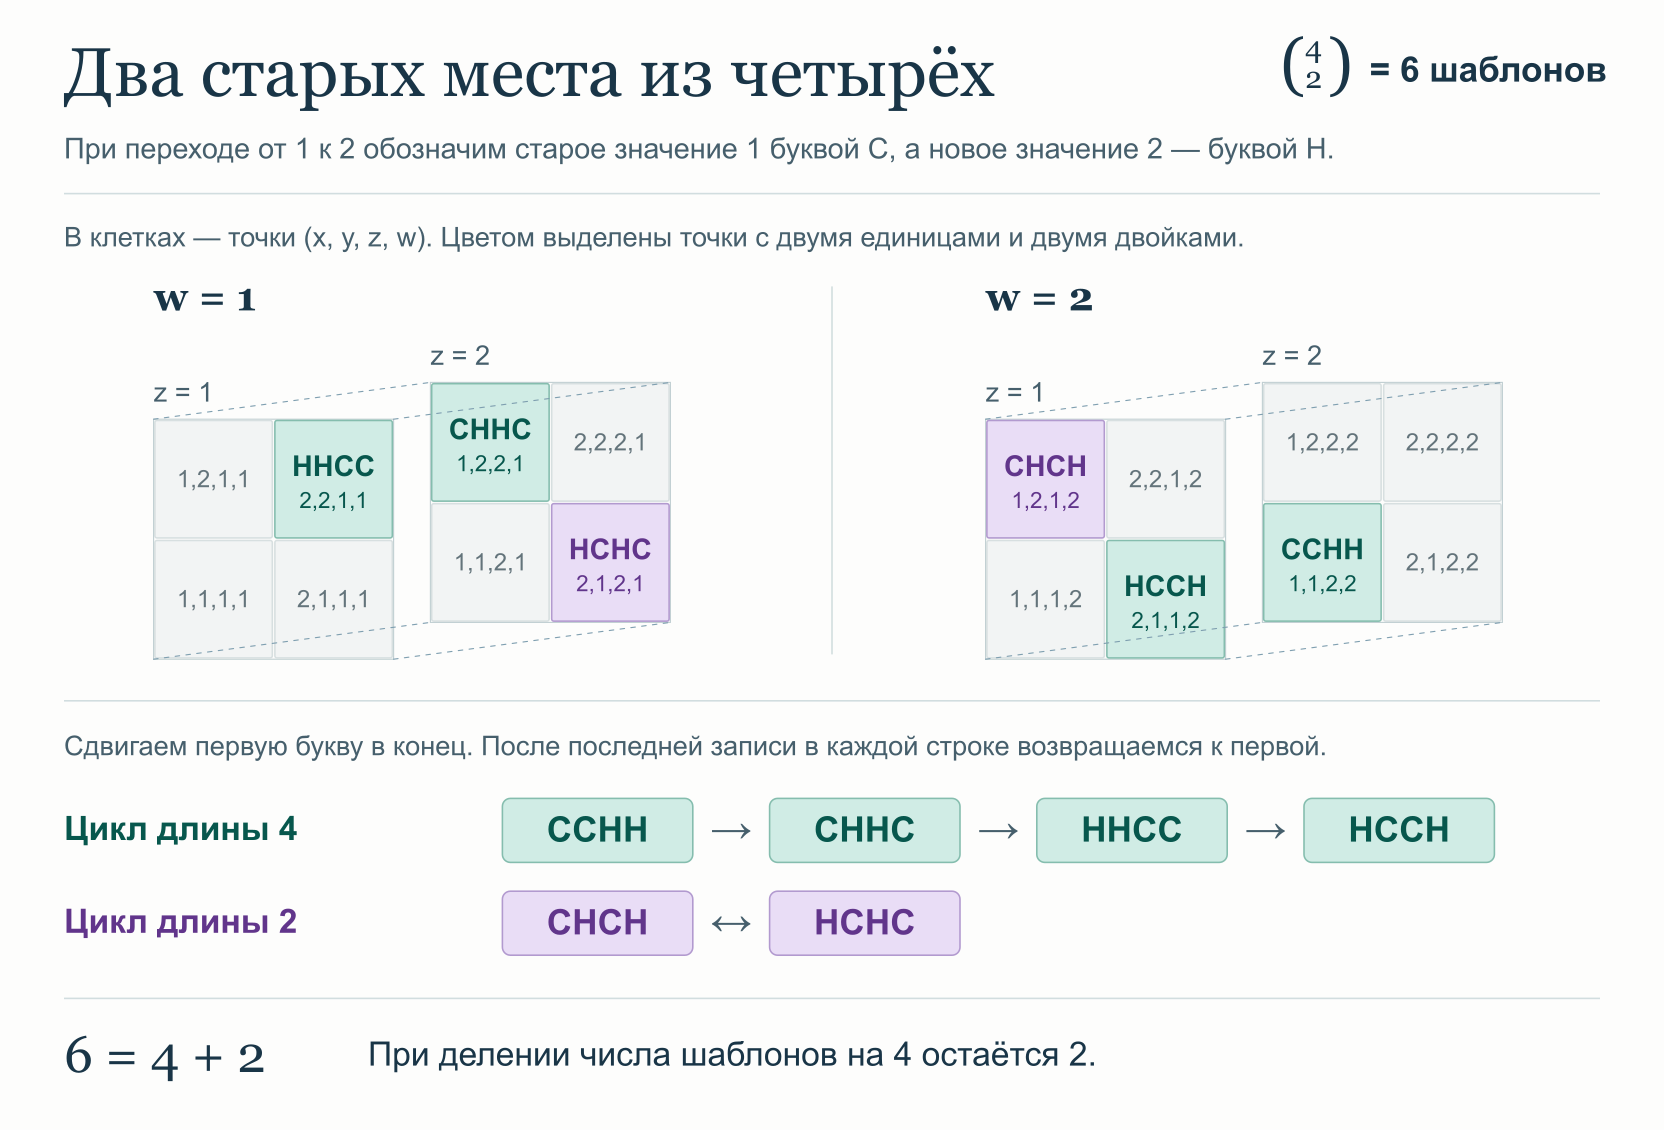 Два старых места из четырёх
(4 2) = 6 шаблонов
При переходе от 1 к 2 обозначим старое значение 1 буквой С, а новое значение 2 — буквой Н.
В клетках — точки (x, y, z, w). Цветом выделены точки с двумя единицами и двумя двойками.
w = 1
z = 1
z = 2
1,2,1,1
ННСС
2,2,1,1
1,1,1,1
2,1,1,1
СННС
1,2,2,1
2,2,2,1
1,1,2,1
НСНС
2,1,2,1
w = 2
z = 1
z = 2
СНСН
1,2,1,2
2,2,1,2
1,1,1,2
НССН
2,1,1,2
1,2,2,2
2,2,2,2
ССНН
1,1,2,2
2,1,2,2
Сдвигаем первую букву в конец. После последней записи в каждой строке возвращаемся к первой.
Цикл длины 4 ССНН → СННС → ННСС → НССН
Цикл длины 2 СНСН ↔ НСНС
6 = 4 + 2 При делении числа шаблонов на 4 остаётся 2.